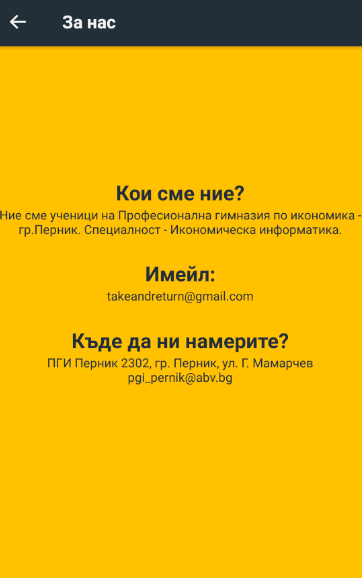 За нас
Кои сме ние?
Ние сме ученици на Професионална гимназия по икономика -
гр.Перник. Специалност - Икономическа информатика.
Имейл:
takeandreturn@gmail.com
Къде да ни намерите?
ПГИ Перник 2302, гр. Перник, ул. Г. Мамарчев
pgi_pernik@abv.bg